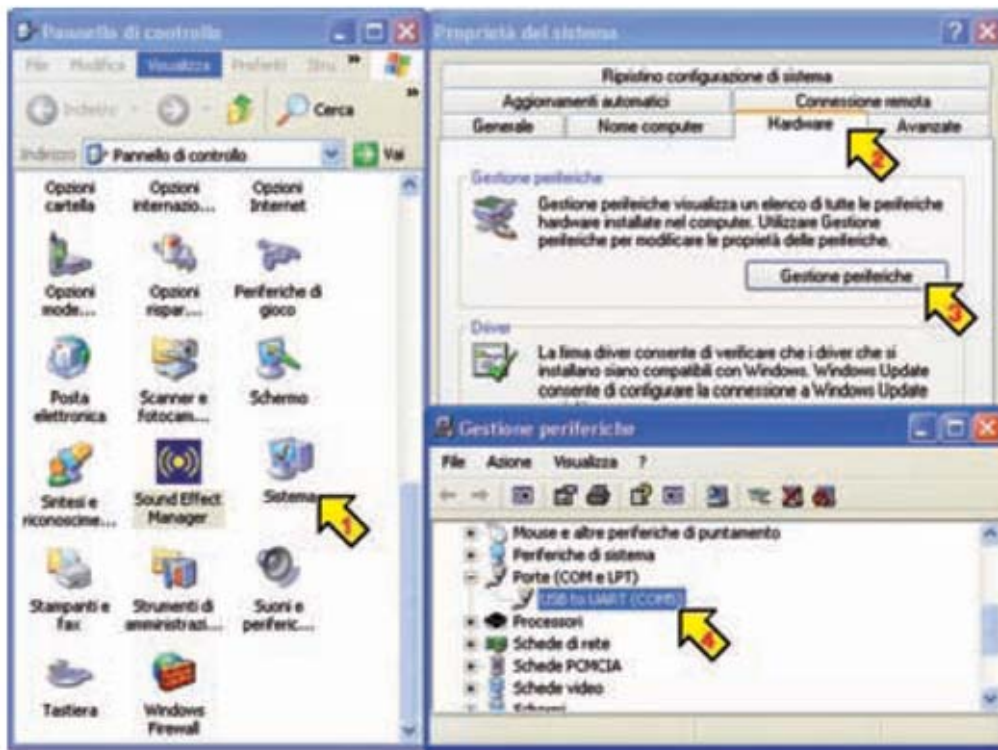 Pannello di controllo
File Modifica Visualizza Preferiti Stru »
Indietro
Cerca
»
Indirizzo Pannello di controllo Vai
Opzioni cartella
Opzioni internazio...
Opzioni Internet
Opzioni mode...
Opzioni rispar....
Periferiche di gioco
Posta elettronica
Scanner e fotocam...
Schermo
Sintesi e riconoscime...
Sound Effect Manager
Sistema
1
Stampanti e fax
Strumenti di amministrazi...
Suoni e periferic...
Tastiera
Windows Firewall
Proprietà del sistema
Ripristino configurazione di sistema
Aggiornamenti automatici
Connessione remota
Generale
Nome computer
Hardware
Avanzate
2
Gestione periferiche
Gestione periferiche visualizza un elenco di tutte le periferiche
hardware installate nel computer. Utilizzare Gestione
periferiche per modificare le proprietà delle periferiche.
Gestione periferiche
3
Driver
La firma driver consente di verificare che i driver che si
installano siano compatibili con Windows. Windows Update
consente di configurare la connessione a Windows Update
Gestione periferiche
File Azione Visualizza ?
Mouse e altre periferiche di puntamento
Periferiche di sistema
Porte (COM e LPT)
USB to UART (COM5)
4
Processori
Schede di rete
Schede PCMCIA
Schede video
Schermi